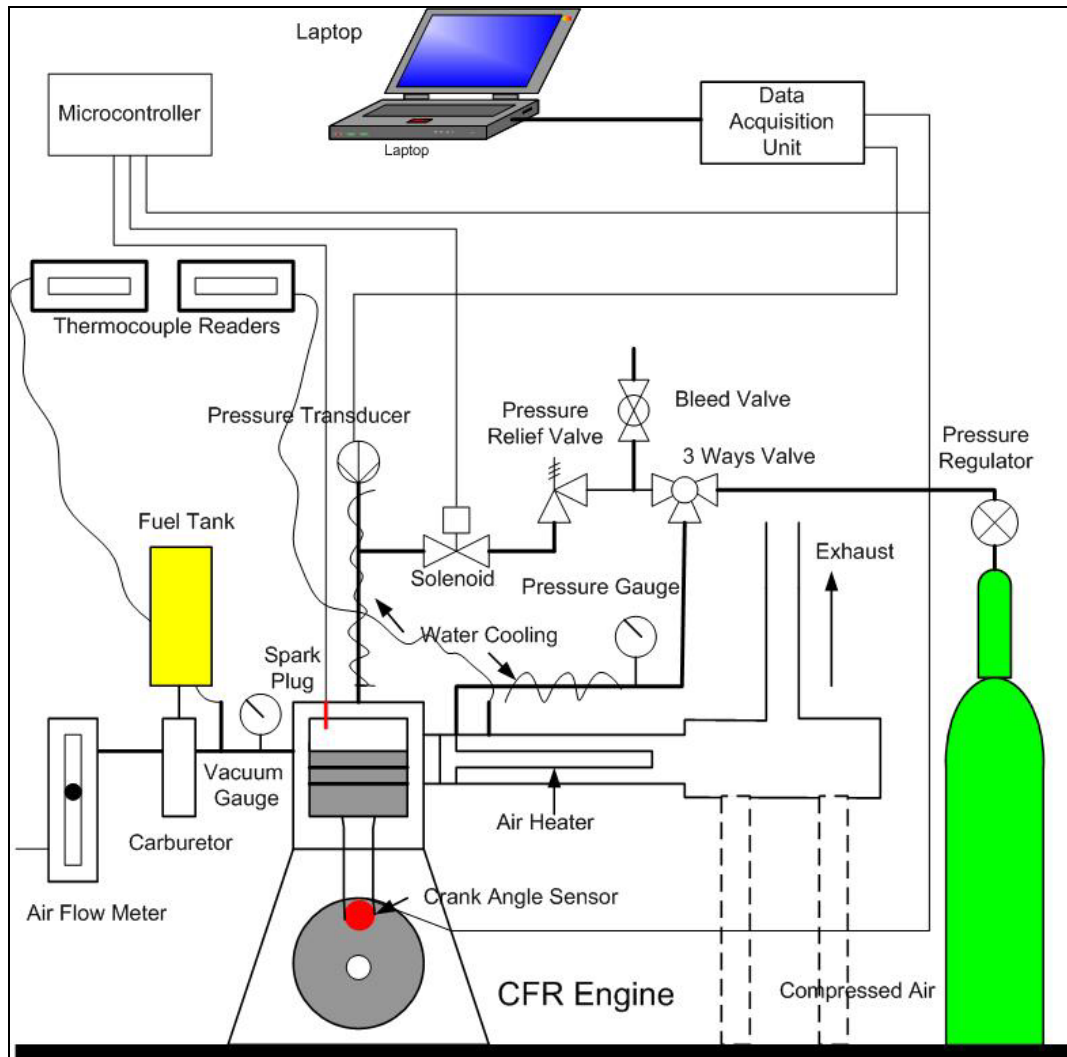 Laptop
Microcontroller
Data
Acquisition
Unit
Laptop
Thermocouple Readers
Pressure Transducer
Pressure
Relief Valve
Bleed Valve
3 Ways Valve
Pressure
Regulator
Fuel Tank
Solenoid
Pressure Gauge
Exhaust
Water Cooling
Spark
Plug
Vacuum
Gauge
Carburetor
Air Heater
Air Flow Meter
Crank Angle Sensor
CFR Engine
Compressed Air